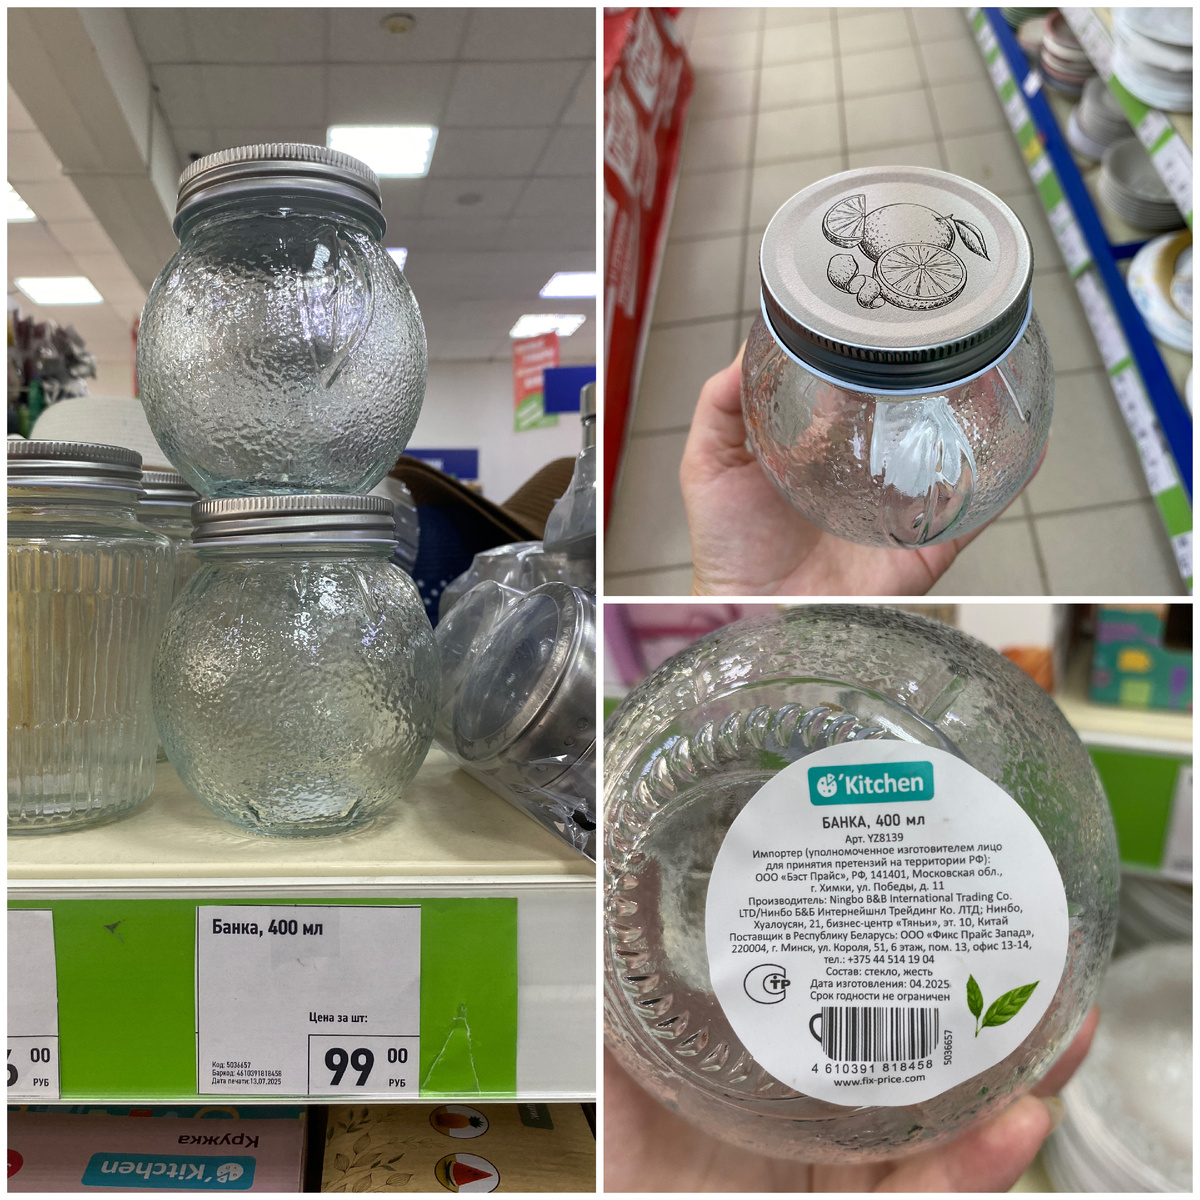 Банка, 400 мл
Цена за шт:
99 00
РУБ
Код: 5036657
Баркод: 4610391818458
Дата печати: 13.07.2025
00
РУБ
Кружка
Kitchen
Kitchen
БАНКА, 400 мл
Арт. YZ8139
Импортер (уполномоченное изготовителем лицо
для принятия претензий на территории РФ):
ООО «Бэст Прайс», РФ, 141401, Московская обл.,
г. Химки, ул. Победы, д. 11
Производитель: Ningbo B&B International Trading Co.
LTD/Нинбо Б&Б Интернейшнл Трейдинг Ко. ЛТД; Нинбо,
Хуалоусян, 21, бизнес-центр «Тяньи», эт. 10, Китай
Поставщик в Республику Беларусь: ООО «Фикс Прайс Запад»,
220004, г. Минск, ул. Короля, 51, 6 этаж, пом. 13, офис 13-14,
тел.: +375 44 514 19 04
Состав: стекло, жесть
Дата изготовления: 04.2025
Срок годности не ограничен
СТР
4 610391 818458
5036657
www.fix-price.com